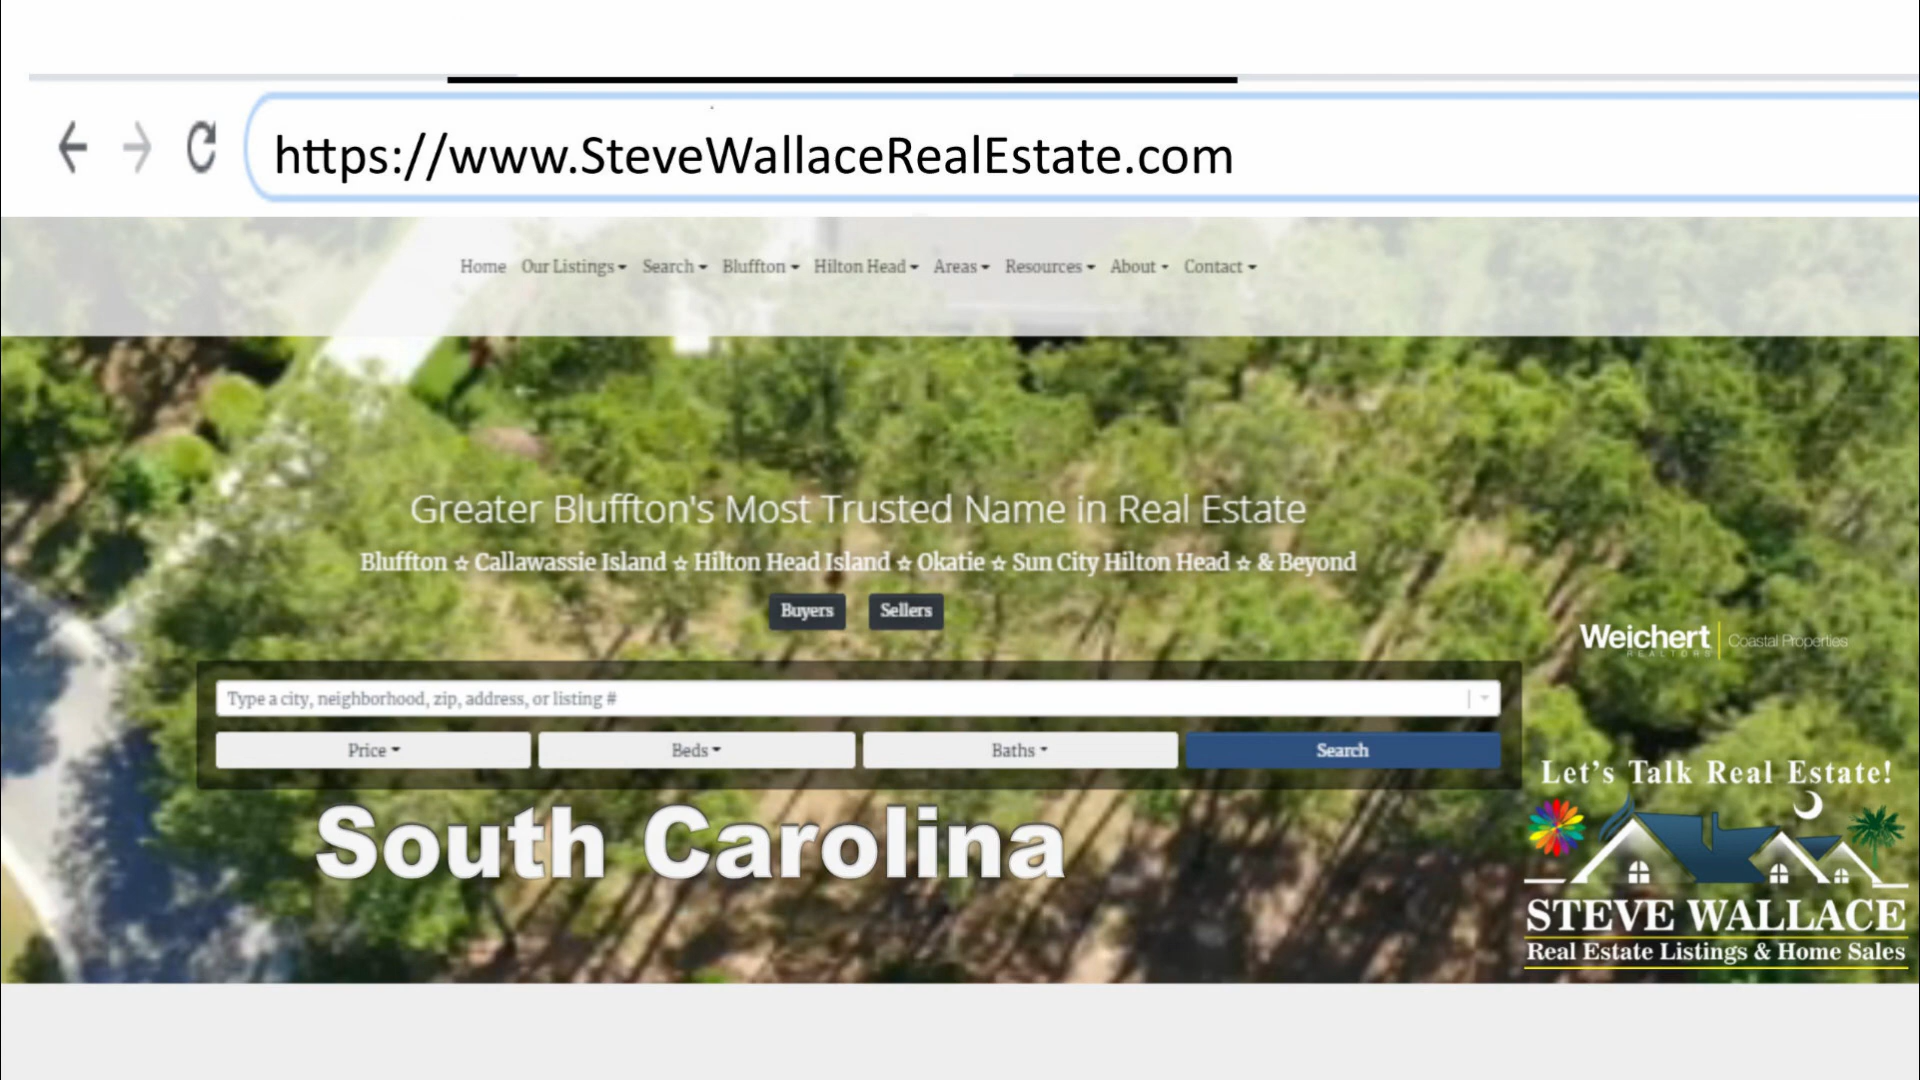 https://www.SteveWallaceRealEstate.com
Home Our Listings Search Bluffton Hilton Head Areas Resources About Contact
Greater Bluffton's Most Trusted Name in Real Estate
Bluffton ☆ Callawassie Island ☆ Hilton Head Island ☆ Okatie ☆ Sun City Hilton Head ☆ & Beyond
Buyers Sellers
Weichert Coastal Properties
REALTORS
Type a city, neighborhood, zip, address, or listing #
Price Beds Baths Search
Let's Talk Real Estate!
South Carolina
STEVE WALLACE
Real Estate Listings & Home Sales